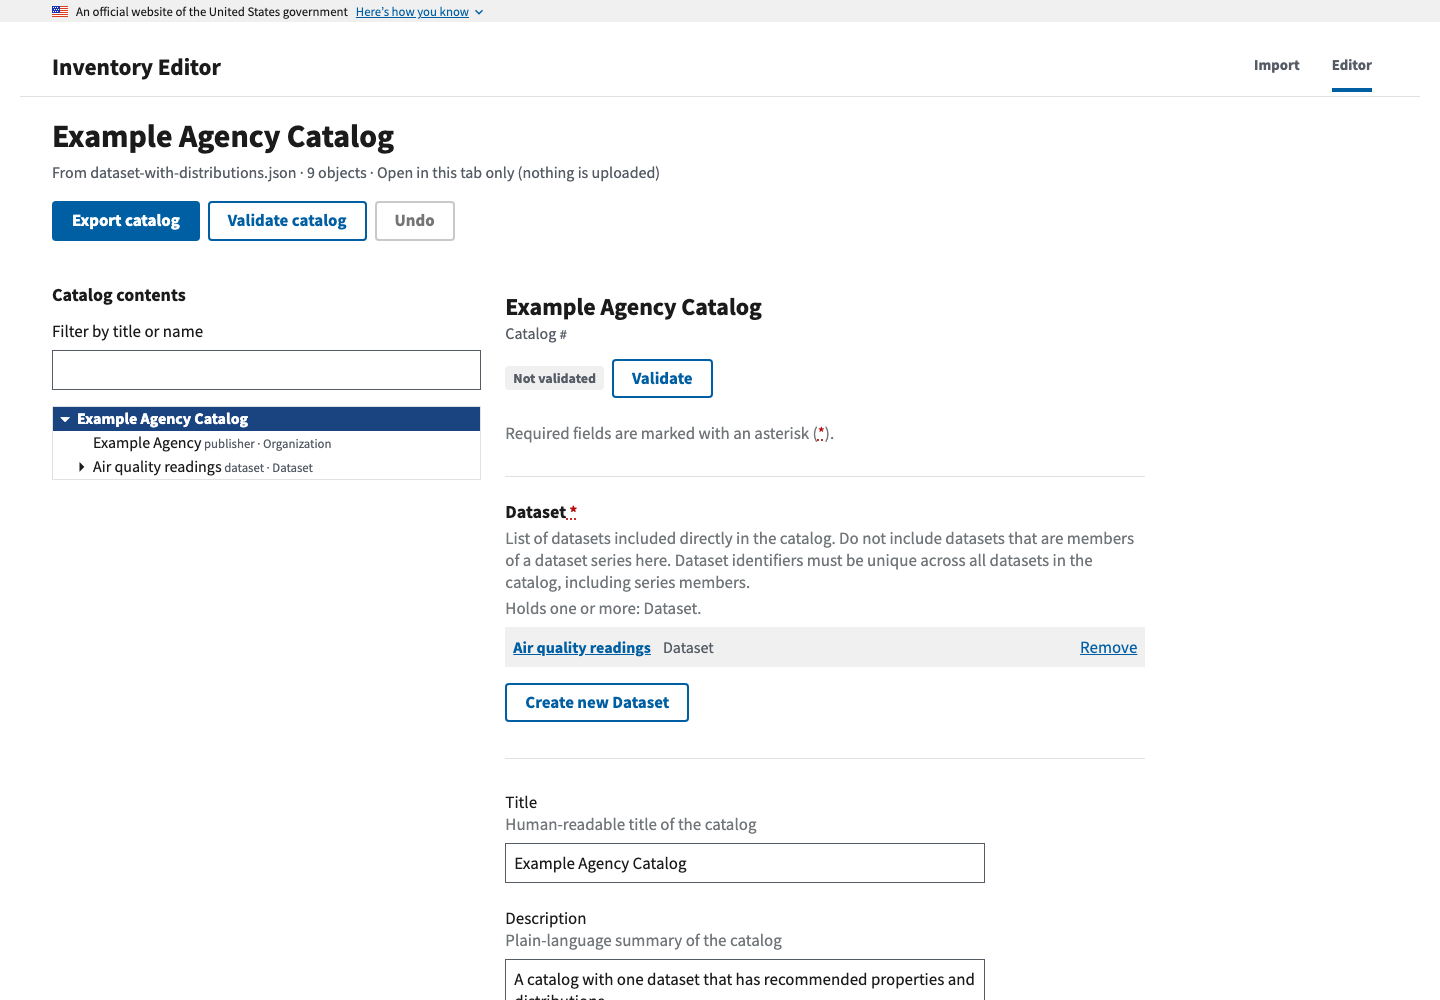 An official website of the United States government Here’s how you know
Inventory Editor
Import Editor
Example Agency Catalog
From dataset-with-distributions.json · 9 objects · Open in this tab only (nothing is uploaded)
Export catalog Validate catalog Undo
Catalog contents
Filter by title or name
Example Agency Catalog
Example Agency publisher · Organization
Air quality readings dataset · Dataset
Example Agency Catalog
Catalog #
Not validated Validate
Required fields are marked with an asterisk (*).
Dataset *
List of datasets included directly in the catalog. Do not include datasets that are members
of a dataset series here. Dataset identifiers must be unique across all datasets in the
catalog, including series members.
Holds one or more: Dataset.
Air quality readings Dataset Remove
Create new Dataset
Title
Human-readable title of the catalog
Example Agency Catalog
Description
Plain-language summary of the catalog
A catalog with one dataset that has recommended properties and
distributions.